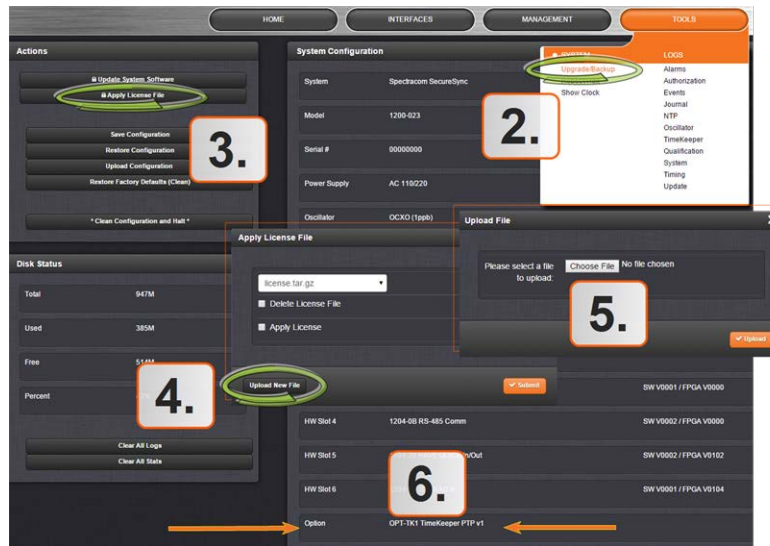 HOME
INTERFACES
MANAGEMENT
TOOLS
Actions
Update System Software
Apply License File
3.
Save Configuration
Restore Configuration
Upload Configuration
Restore Factory Defaults (Clean)
* Clean Configuration and Halt *
System Configuration
System Spectracom SecureSync
Model 1200-023
Serial # 00000000
Power Supply AC 110/220
Oscillator OCXO (1ppb)
2.
SYSTEM
Upgrade/Backup
Show Clock
LOGS
Alarms
Authorization
Events
Journal
NTP
Oscillator
TimeKeeper
Qualification
System
Timing
Update
Disk Status
Total 947M
Used 385M
Free 514M
Percent
4.
Clear All Logs
Clear All Stats
Apply License File
license.tar.gz
Delete License File
Apply License
Upload New File
Submit
Upload File
Please select a file
to upload:
Choose File No file chosen
5.
Upload
SW V0001 / FPGA V0000
HW Slot 4 1204-0B RS-485 Comm SW V0002 / FPGA V0000
HW Slot 5 In/Out SW V0002 / FPGA V0102
HW Slot 6 SW V0001 / FPGA V0104
6.
Option OPT-TK1 TimeKeeper PTP v1